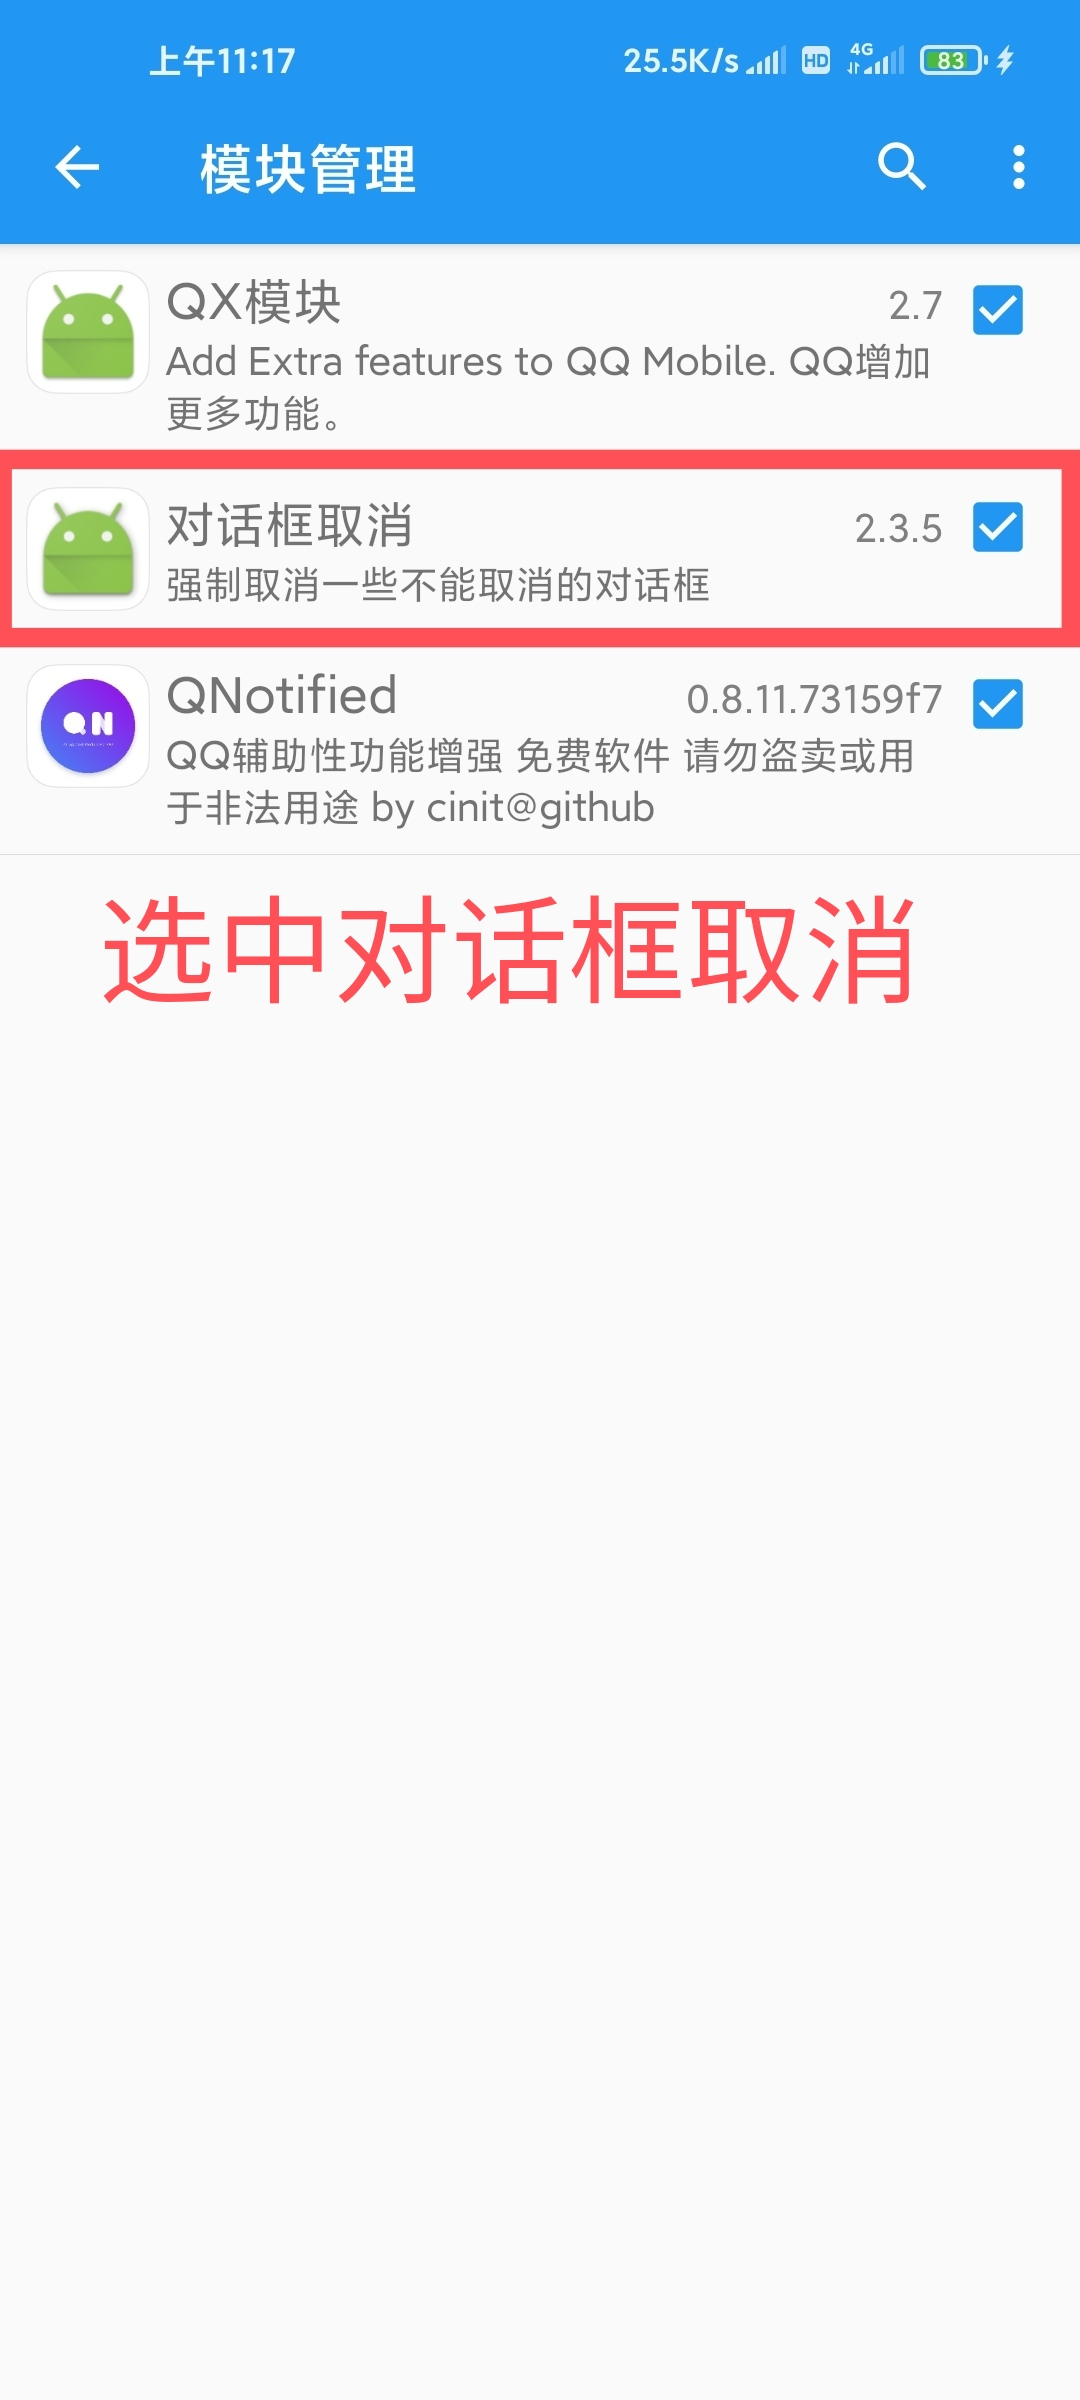 上午11:17 25.5K/s HD 4G 83
模块管理
QX模块 2.7
Add Extra features to QQ Mobile. QQ增加
更多功能。
对话框取消 2.3.5
强制取消一些不能取消的对话框
QN
QNotified 0.8.11.73159f7
QQ辅助性功能增强 免费软件 请勿盗卖或用
于非法用途 by cinit@github
选中对话框取消